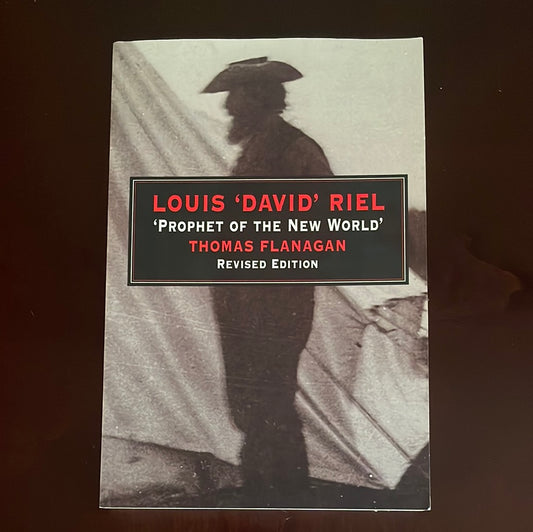 LOUIS ‘DAVID’ RIEL
‘PROPHET OF THE NEW WORLD’
THOMAS FLANAGAN
REVISED EDITION